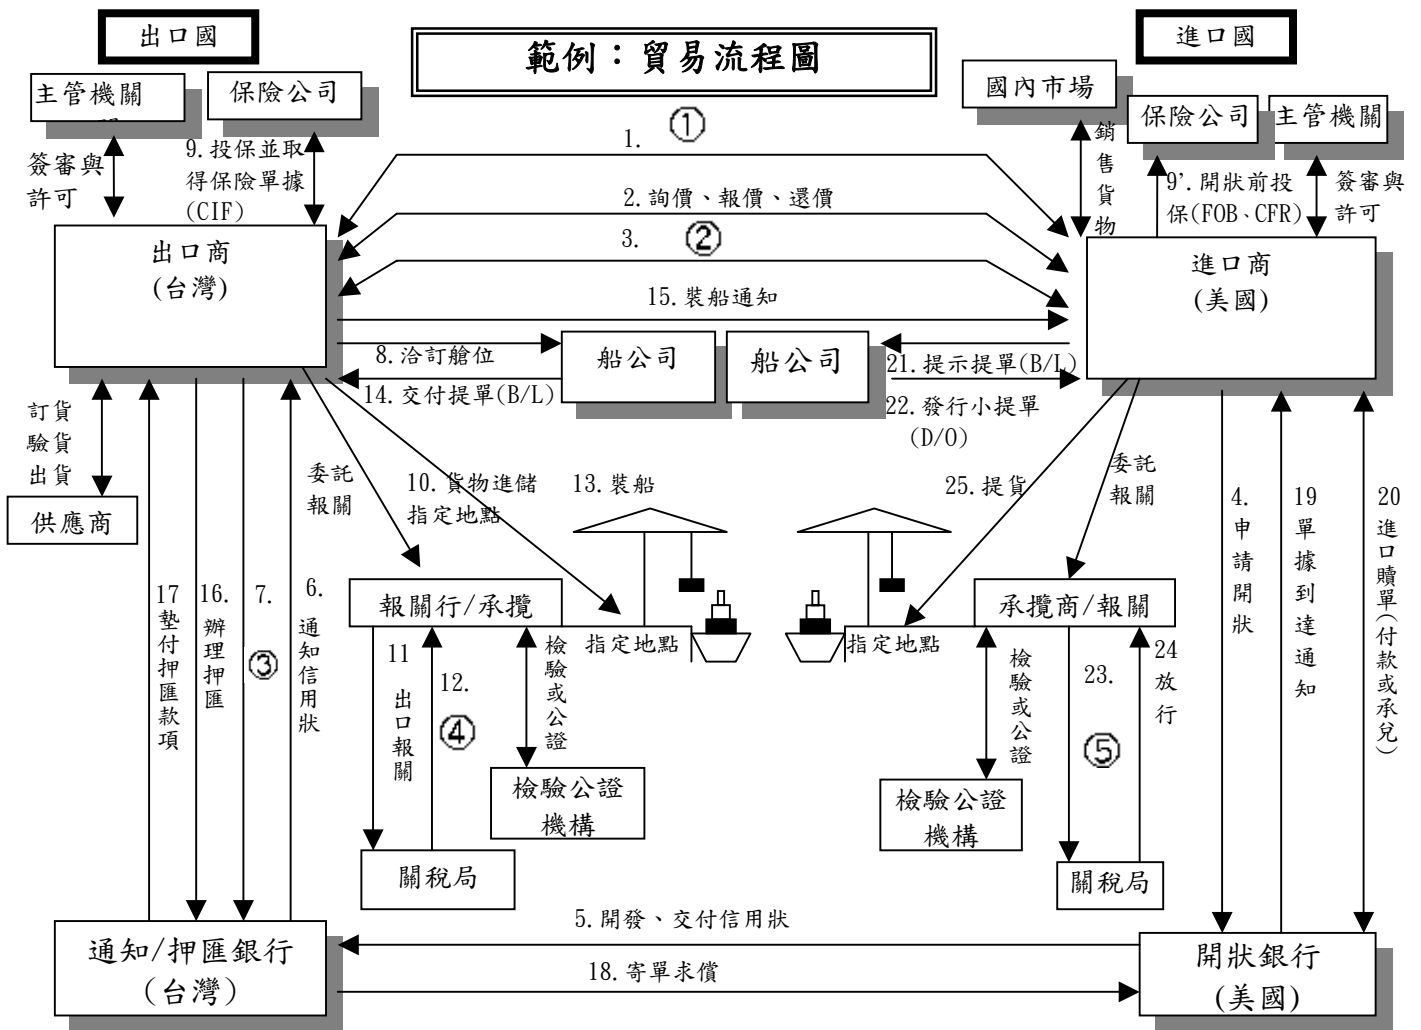 出口國
範例：貿易流程圖
進口國
主管機關
保險公司
國內市場
保險公司
主管機關
簽審與
許可
9.投保並取
得保險單據
(CIF)
1.
①
銷
售
貨
物
9'.開狀前投
保(FOB、CFR)
簽審與
許可
2.詢價、報價、還價
3.
②
出口商
(台灣)
進口商
(美國)
15.裝船通知
8.洽訂艙位
船公司
船公司
21.提示提單(B/L)
14.交付提單(B/L)
22.發行小提單
(D/O)
訂貨
驗貨
出貨
供應商
委託
報關
10.貨物進儲
指定地點
13.裝船
25.提貨
委託
報關
4.
申
請
開
狀
19
單
據
到
達
通
知
20
進
口
贖
單
(付
款
或
承
兌)
17
墊
付
押
匯
款
項
16.
辦
理
押
匯
7.
③
6.
通
知
信
用
狀
報關行/承攬
指定地點
指定地點
承攬商/報關
11
出
口
報
關
12.
④
檢
驗
或
公
證
檢
驗
或
公
證
23.
⑤
24
放
行
檢驗公證
機構
檢驗公證
機構
關稅局
關稅局
5.開發、交付信用狀
通知/押匯銀行
(台灣)
18.寄單求償
開狀銀行
(美國)